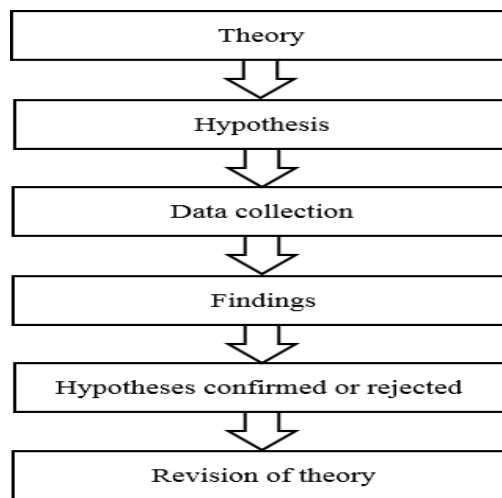 Theory
Hypothesis
Data collection
Findings
Hypotheses confirmed or rejected
Revision of theory